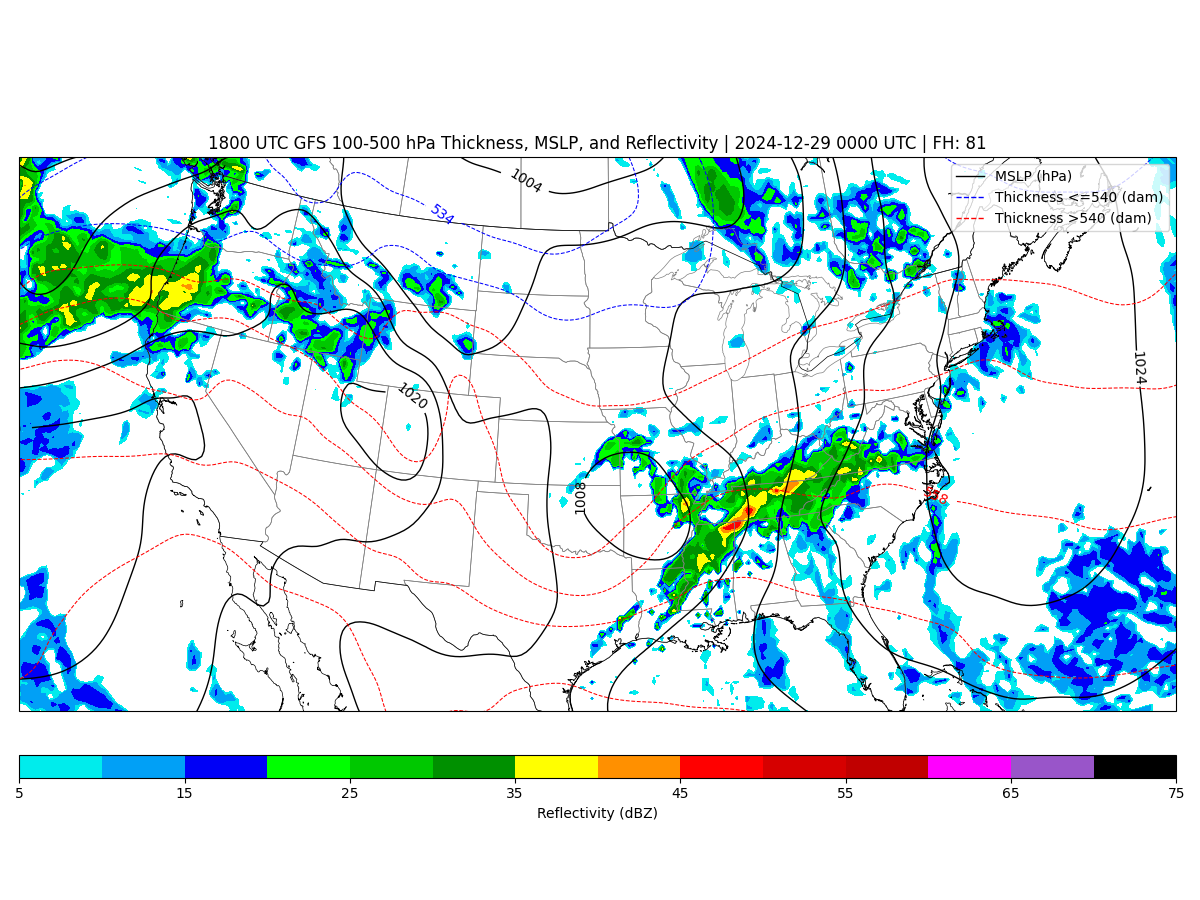 1800 UTC GFS 100-500 hPa Thickness, MSLP, and Reflectivity | 2024-12-29 0000 UTC | FH: 81
MSLP (hPa)
Thickness <=540 (dam)
Thickness >540 (dam)
1004
534
1024
1020
1008
5 15 25 35 45 55 65 75
Reflectivity (dBZ)